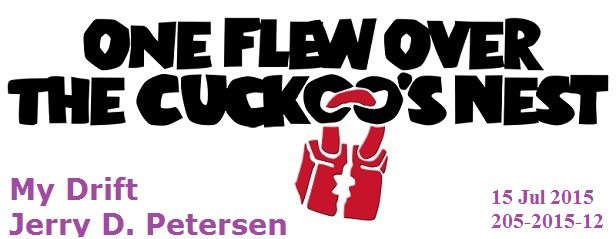 ONE FLEW OVER
THE CUCKOO'S NEST
My Drift
Jerry D. Petersen
15 Jul 2015
205-2015-12